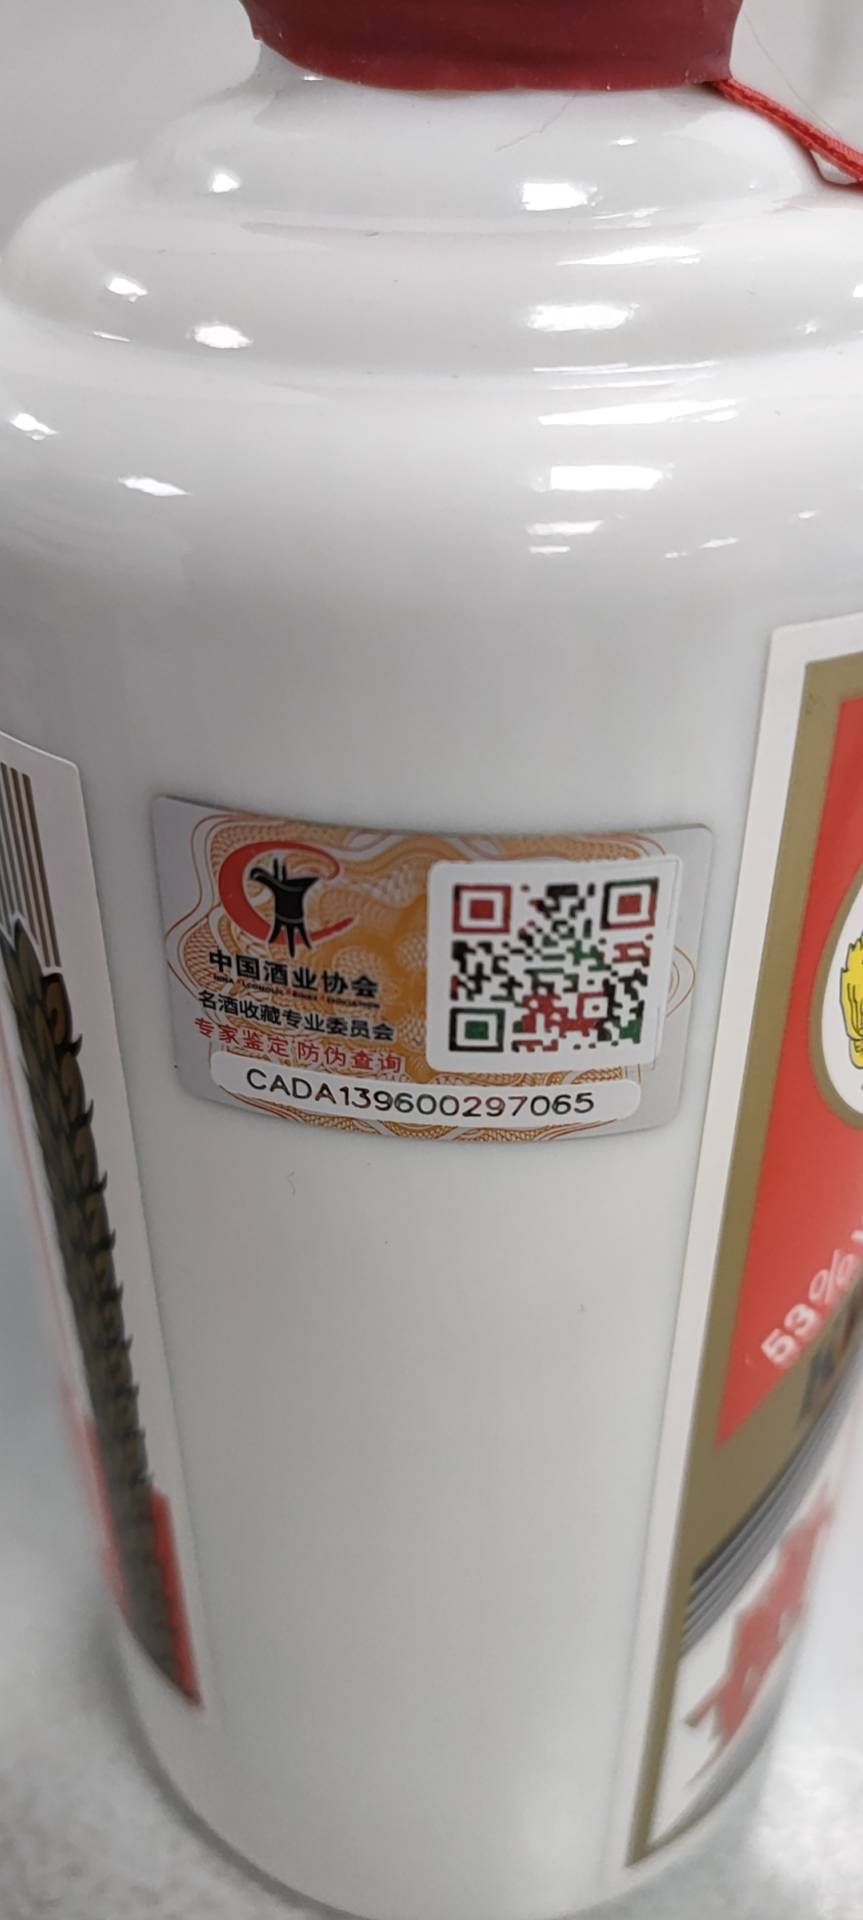 中国酒业协会
名酒收藏专业委员会
专家鉴定 防伪查询
CADA139600297065
53%